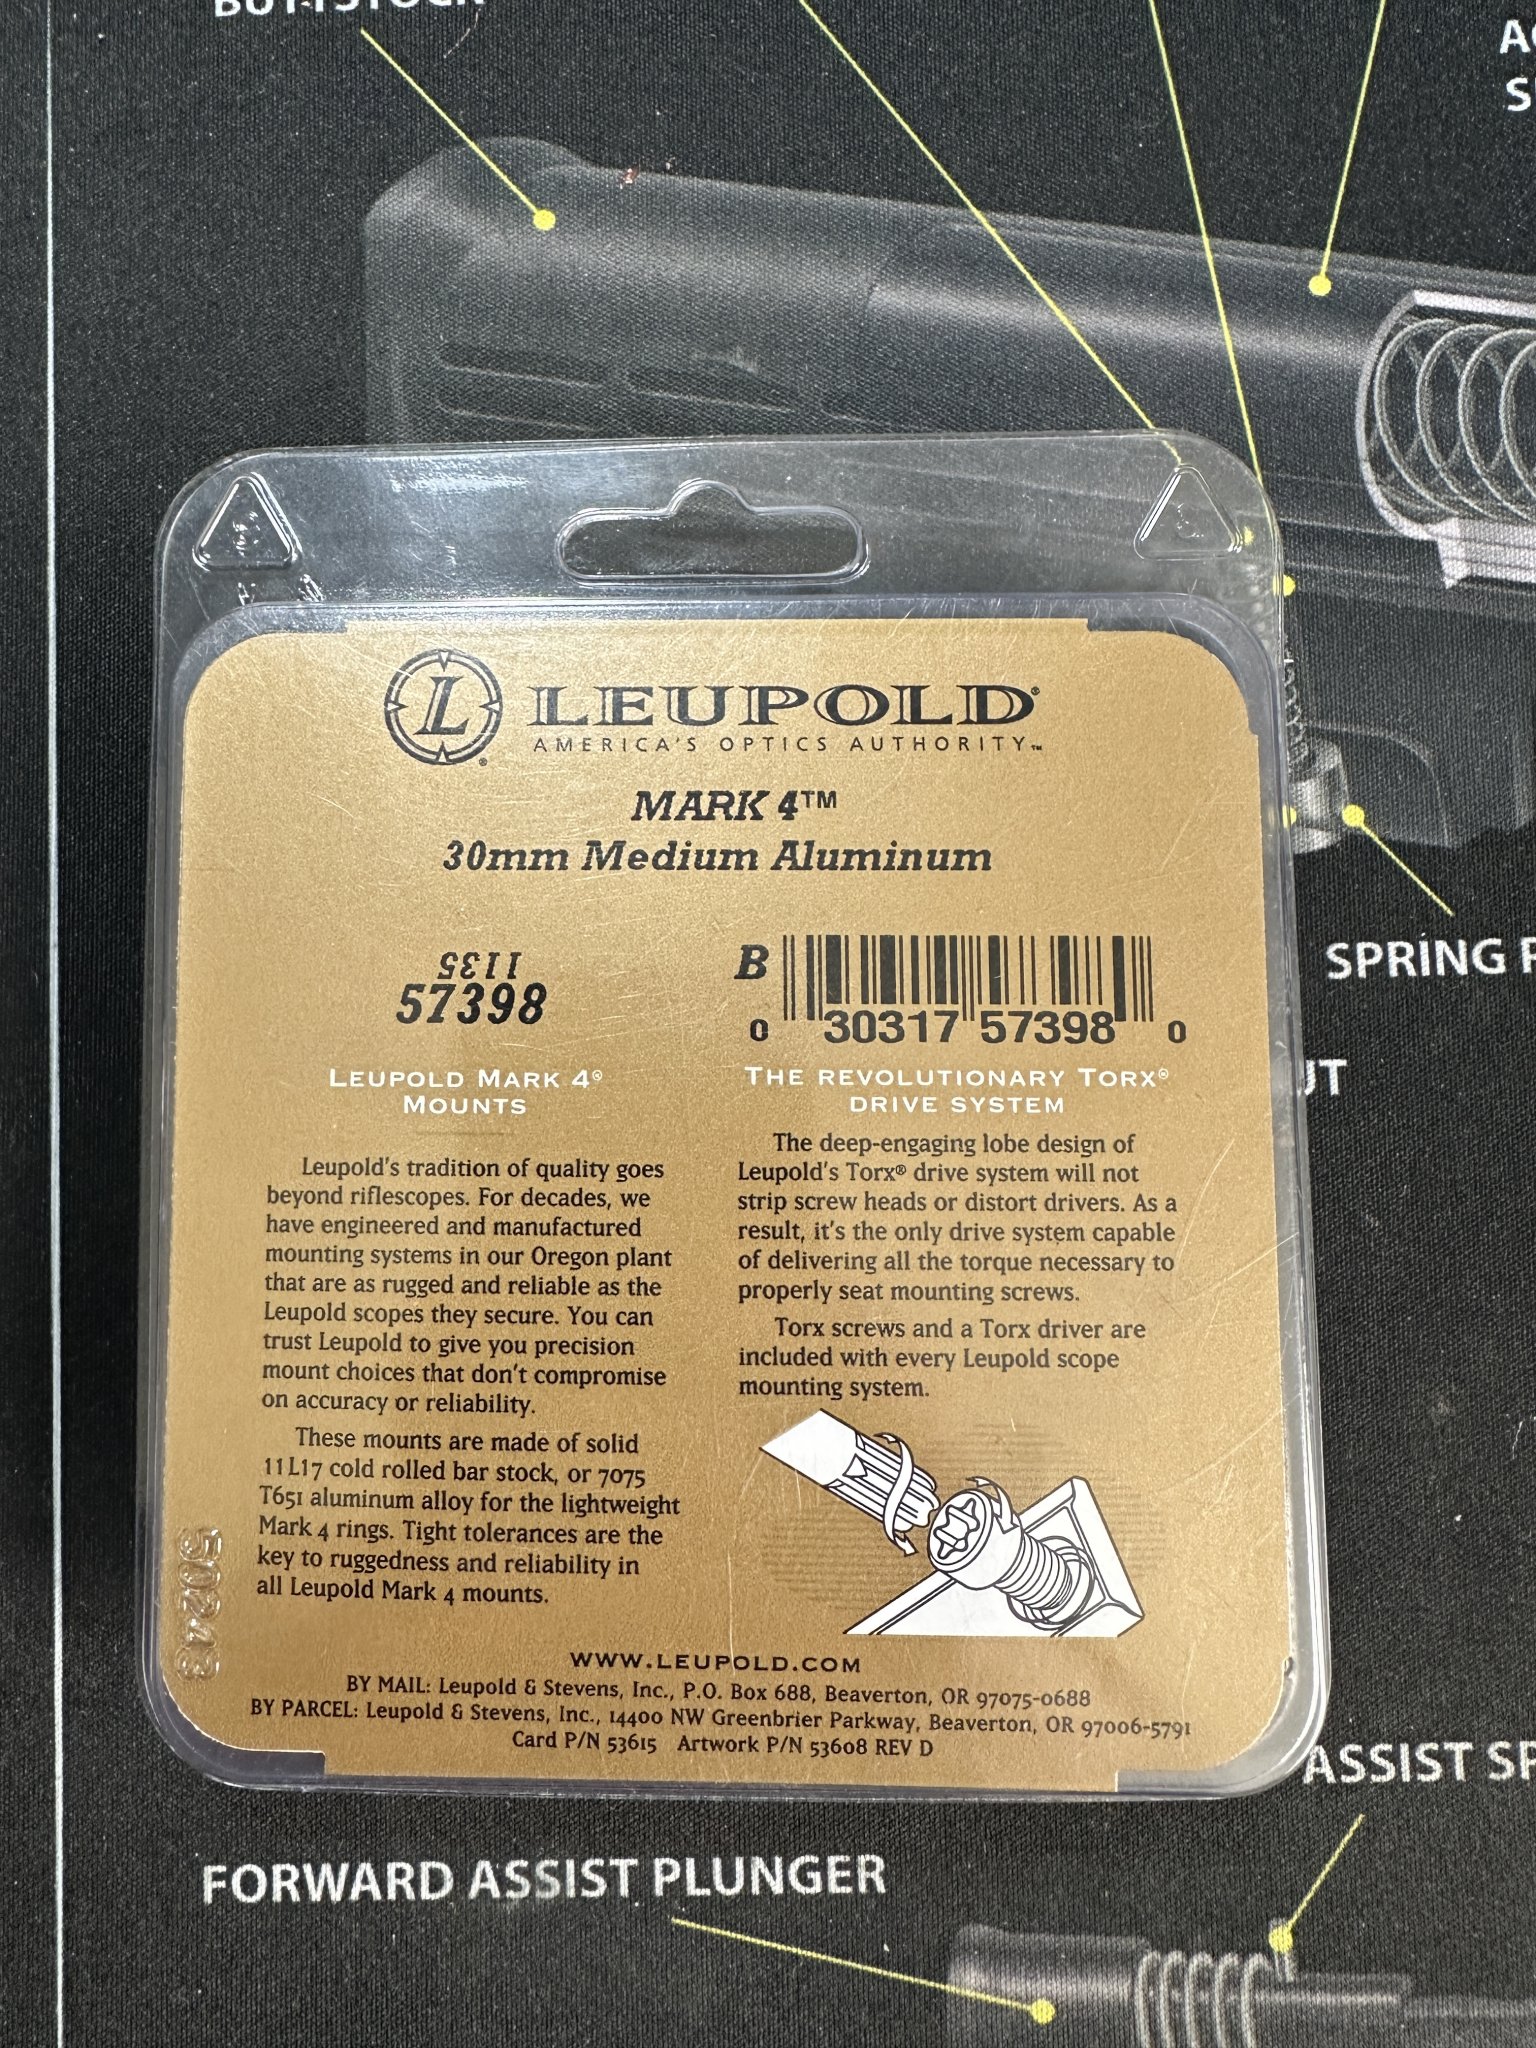 BUTTSTOCK
L ®
LEUPOLD®
AMERICA'S OPTICS AUTHORITY™
MARK 4™
30mm Medium Aluminum
1135
57398
B
0 30317 57398 0
LEUPOLD MARK 4®
MOUNTS
Leupold's tradition of quality goes
beyond riflescopes. For decades, we
have engineered and manufactured
mounting systems in our Oregon plant
that are as rugged and reliable as the
Leupold scopes they secure. You can
trust Leupold to give you precision
mount choices that don't compromise
on accuracy or reliability.
These mounts are made of solid
11L17 cold rolled bar stock, or 7075
T651 aluminum alloy for the lightweight
Mark 4 rings. Tight tolerances are the
key to ruggedness and reliability in
all Leupold Mark 4 mounts.
THE REVOLUTIONARY TORX®
DRIVE SYSTEM
The deep-engaging lobe design of
Leupold's Torx® drive system will not
strip screw heads or distort drivers. As a
result, it's the only drive system capable
of delivering all the torque necessary to
properly seat mounting screws.
Torx screws and a Torx driver are
included with every Leupold scope
mounting system.
50243
WWW.LEUPOLD.COM
BY MAIL: Leupold & Stevens, Inc., P.O. Box 688, Beaverton, OR 97075-0688
BY PARCEL: Leupold & Stevens, Inc., 14400 NW Greenbrier Parkway, Beaverton, OR 97006-5791
Card P/N 53615 Artwork P/N 53608 REV D
SPRING
ASSIST
FORWARD ASSIST PLUNGER